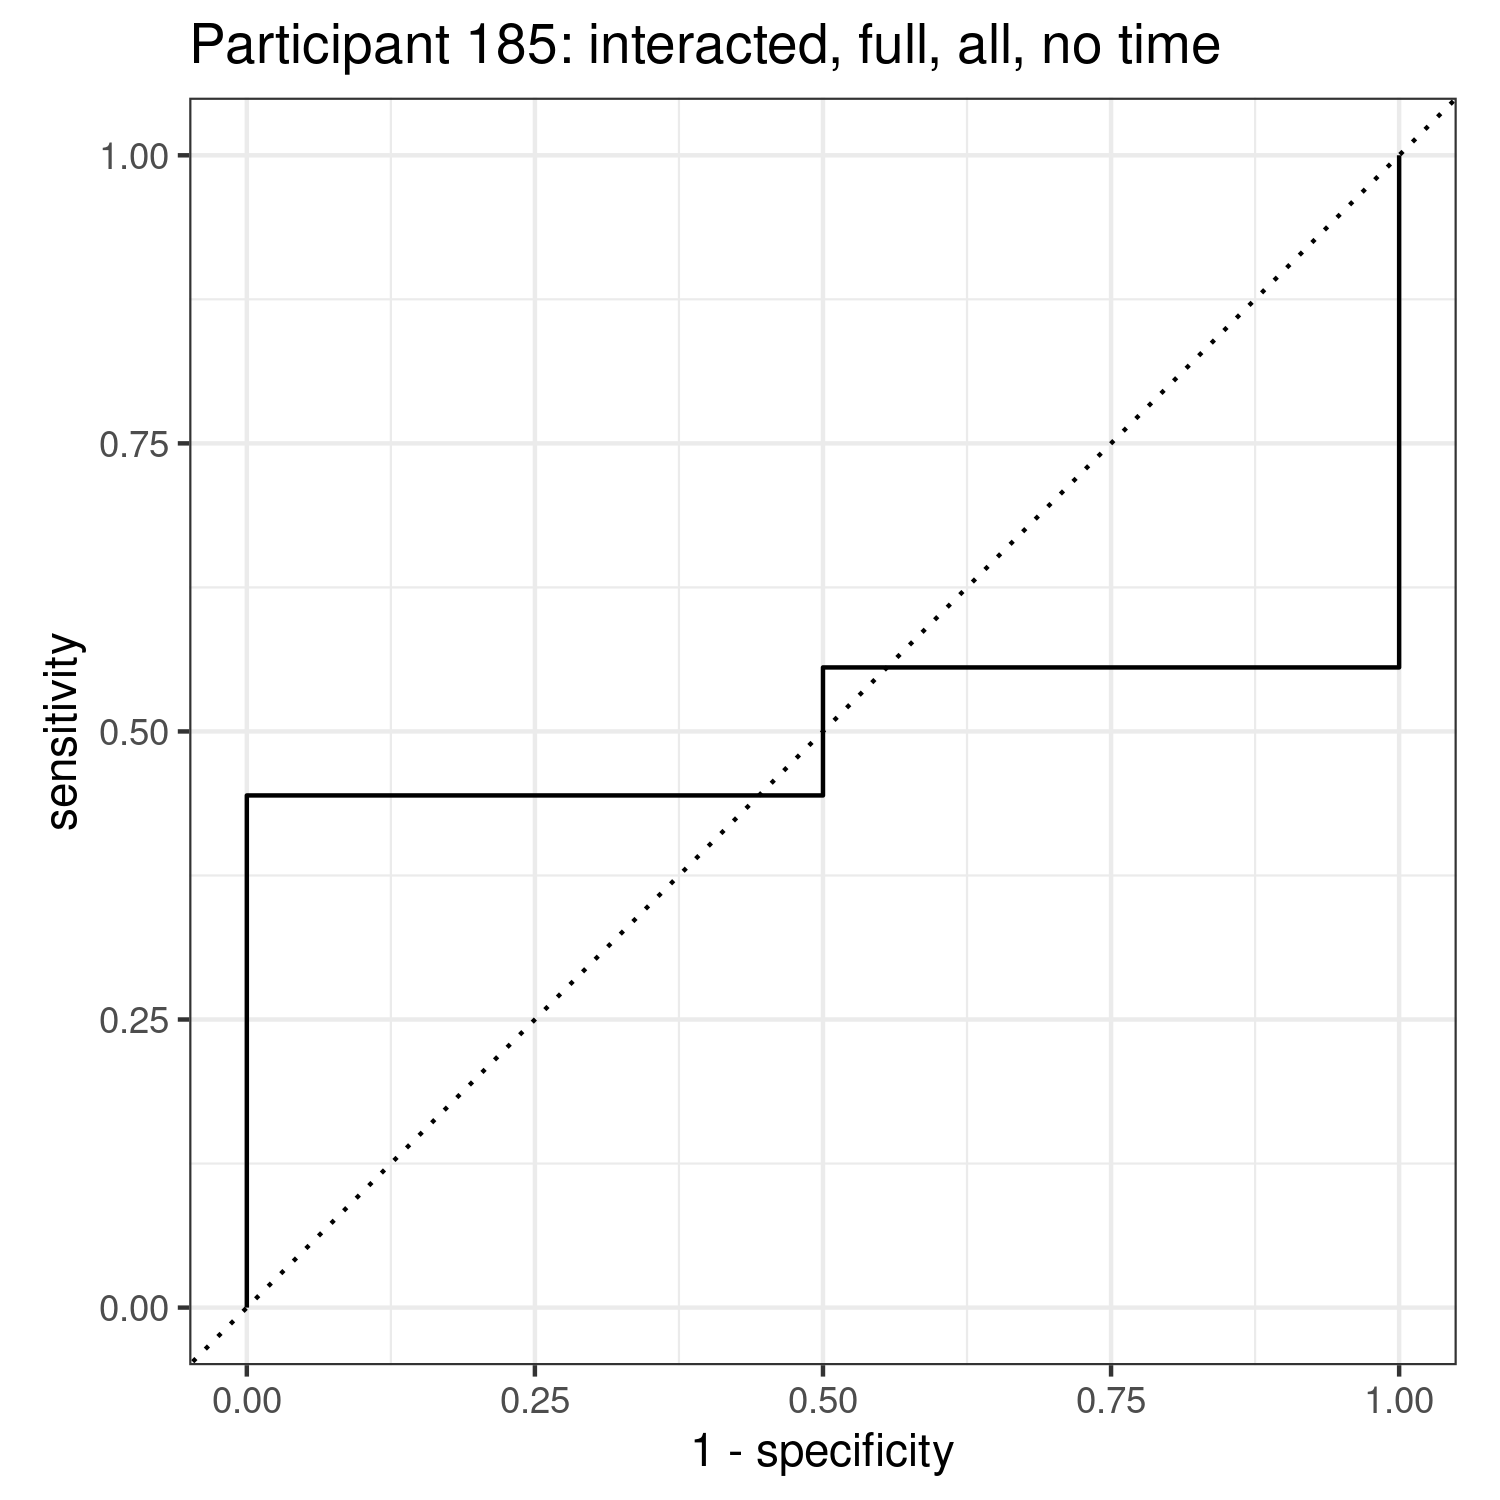 Participant 185: interacted, full, all, no time
1.00
0.75
0.50
0.25
0.00
sensitivity
0.00 0.25 0.50 0.75 1.00
1 - specificity